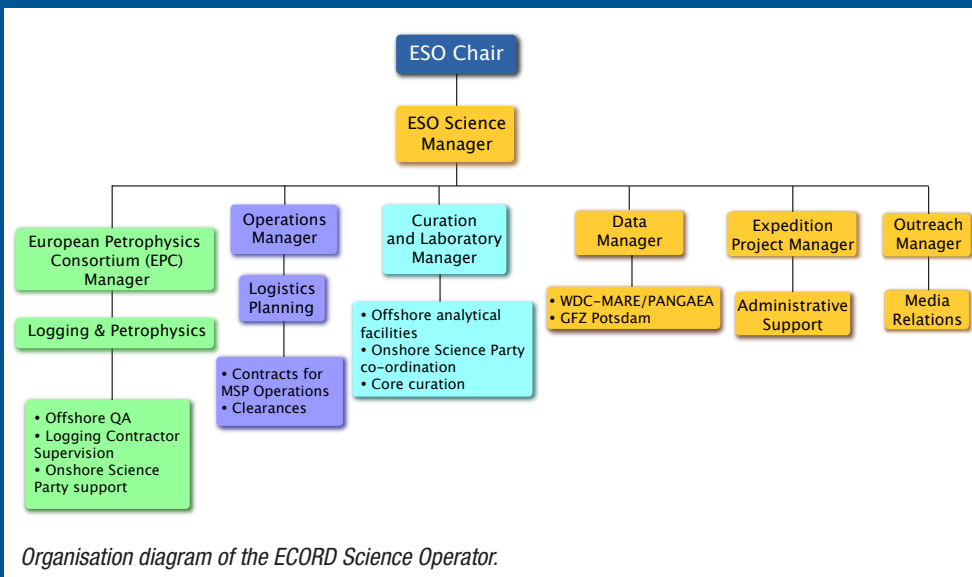 ESO Chair
ESO Science
Manager
European Petrophysics
Consortium (EPC)
Manager
Logging & Petrophysics
• Offshore QA
• Logging Contractor
Supervision
• Onshore Science
Party support
Operations
Manager
Logistics
Planning
• Contracts for
MSP Operations
• Clearances
Curation
and Laboratory
Manager
• Offshore analytical
facilities
• Onshore Science Party
co-ordination
• Core curation
Data
Manager
• WDC-MARE/PANGAEA
• GFZ Potsdam
Expedition
Project Manager
Administrative
Support
Outreach
Manager
Media
Relations
Organisation diagram of the ECORD Science Operator.